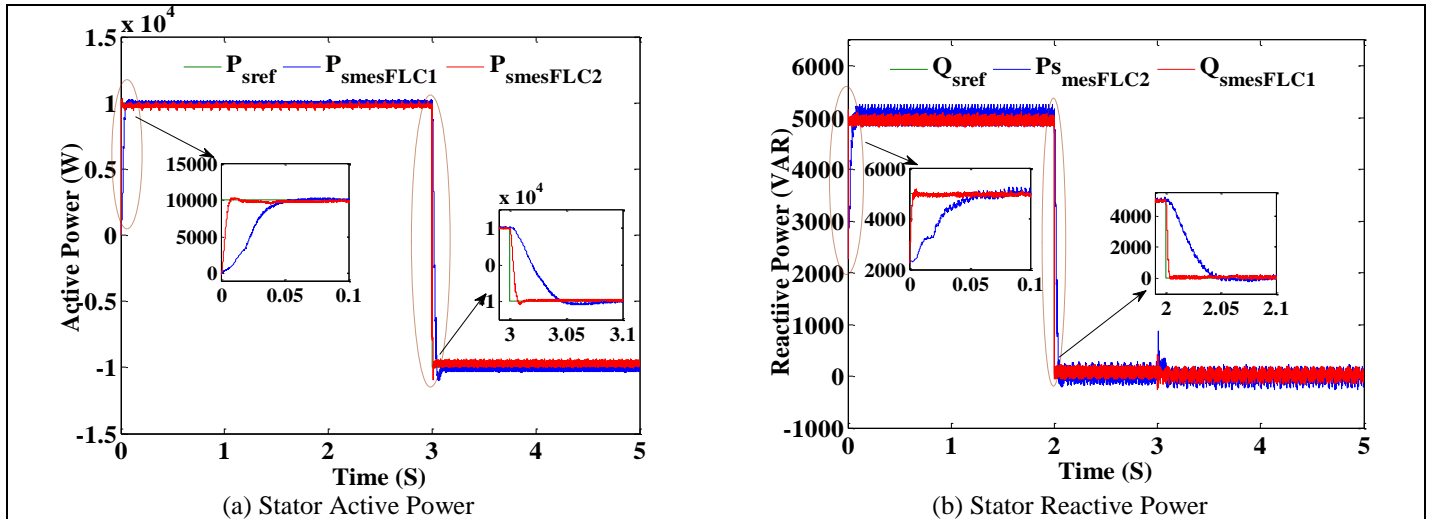 x 10^4
1.5
1
0.5
0
-0.5
-1
-1.5
Active Power (W)
P_sref P_smesFLC1 P_smesFLC2
15000
10000
5000
0
0 0.05 0.1
x 10^4
1
0
-1
3 3.05 3.1
0 1 2 3 4 5
Time (S)
(a) Stator Active Power
6000
5000
4000
3000
2000
1000
0
-1000
Reactiive Power (VAR)
Q_sref Ps_mesFLC2 Q_smesFLC1
6000
4000
2000
0 0.05 0.1
4000
2000
0
2 2.05 2.1
0 1 2 3 4 5
Time (S)
(b) Stator Reactive Power